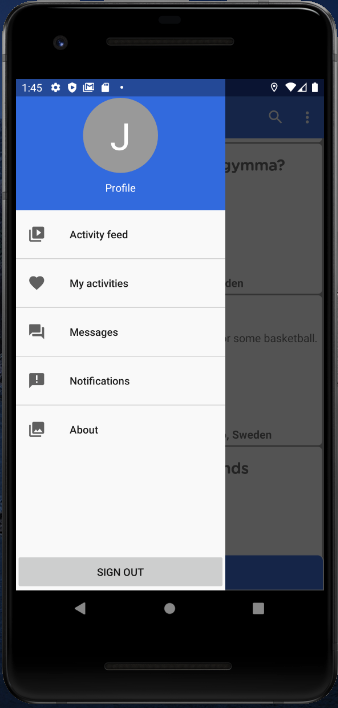 1:45
J
Profile
gymma?
Activity feed
My activities
den
Messages
or some basketball.
Notifications
About
, Sweden
nds
SIGN OUT